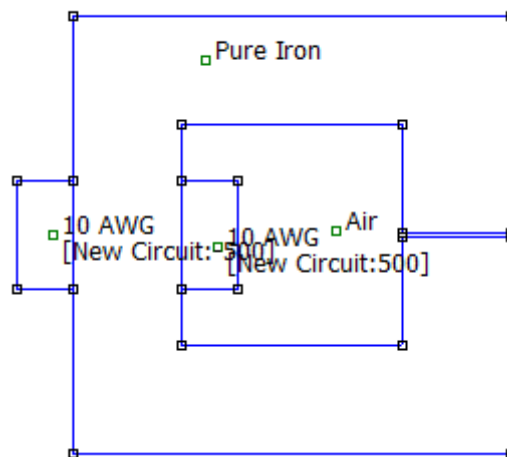 Pure Iron
Air
10 AWG
[New Circuit:-500]
10 AWG
[New Circuit:500]